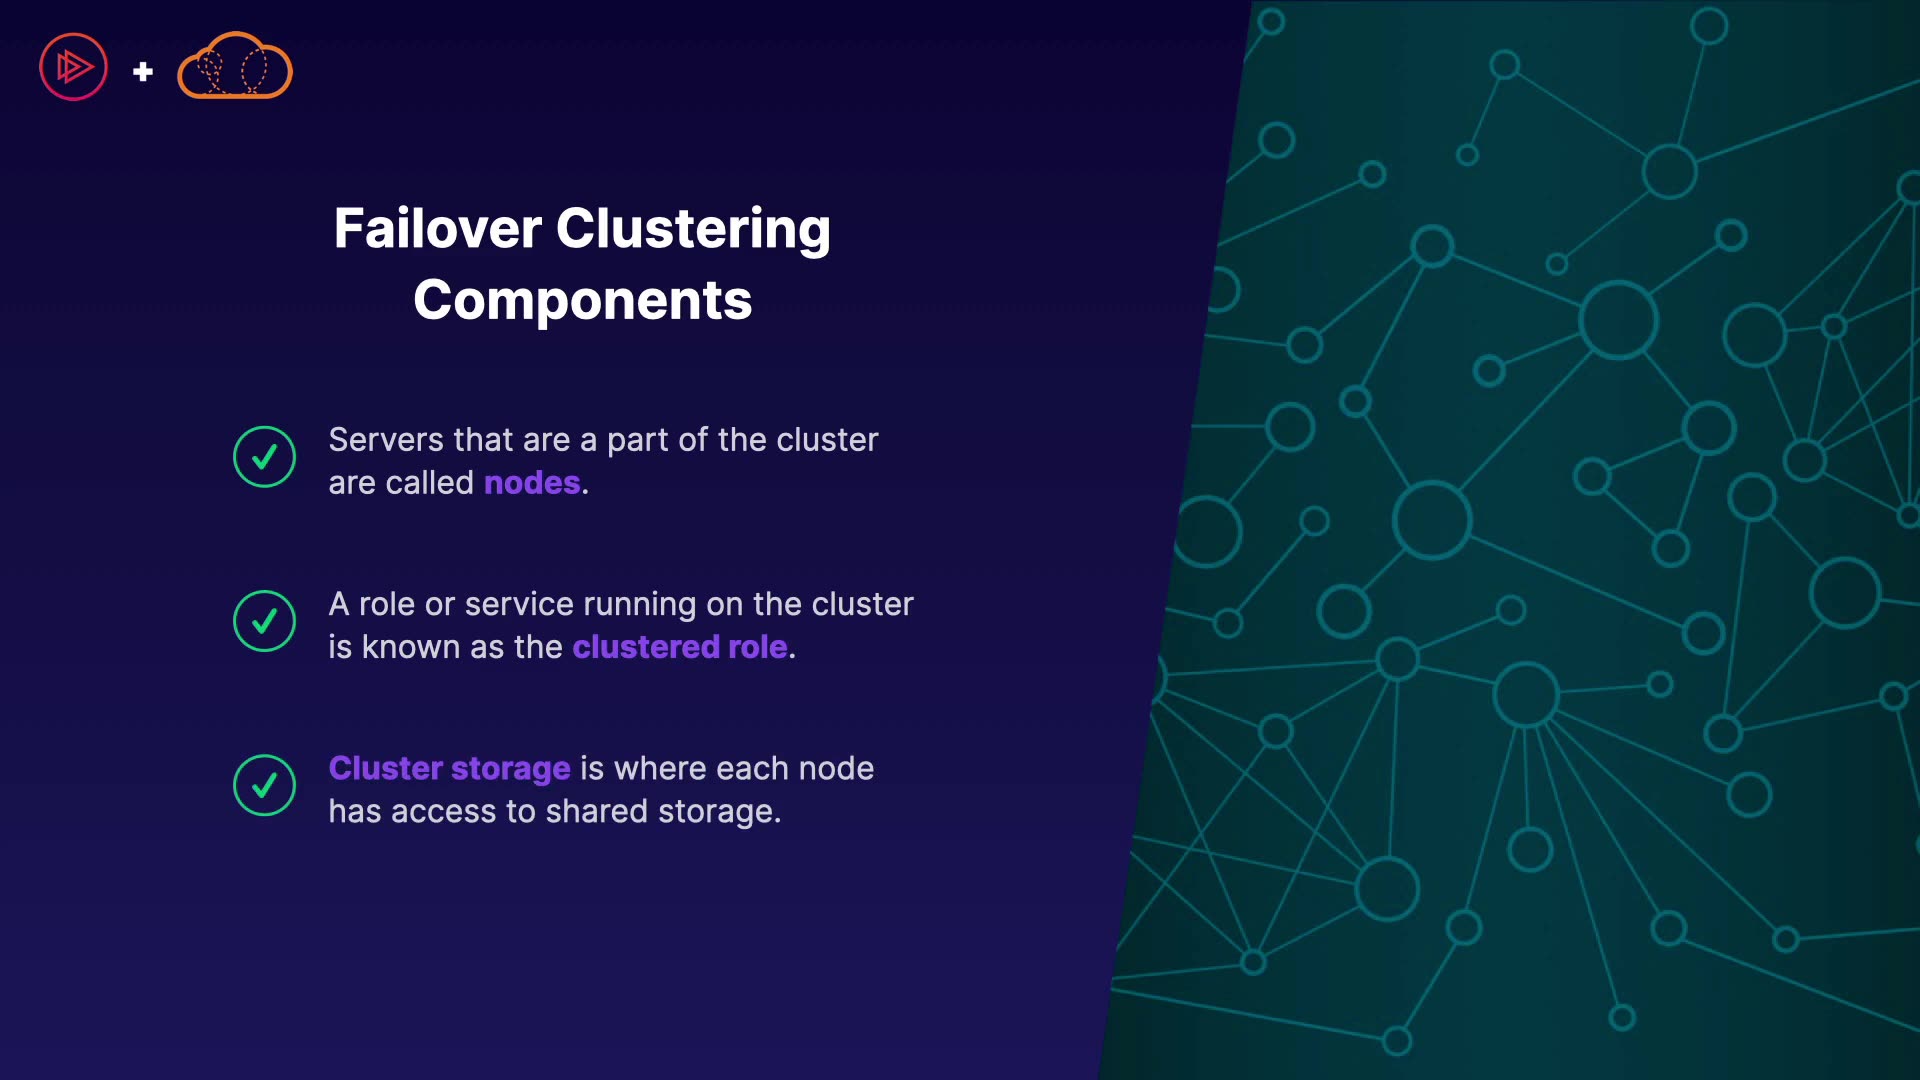 Failover Clustering
Components
Servers that are a part of the cluster
are called nodes.
A role or service running on the cluster
is known as the clustered role.
Cluster storage is where each node
has access to shared storage.